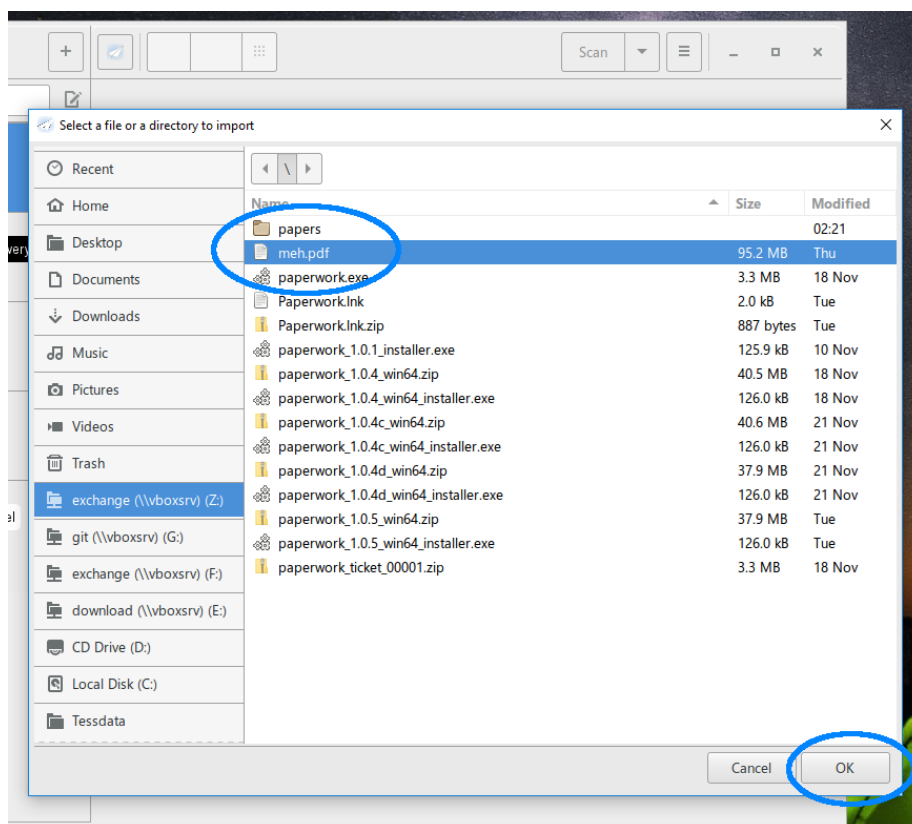 Scan
Select a file or a directory to import
Recent
Home
Desktop
Documents
Downloads
Music
Pictures
Videos
Trash
exchange (\\vboxsrv) (Z:)
git (\\vboxsrv) (G:)
exchange (\\vboxsrv) (F:)
download (\\vboxsrv) (E:)
CD Drive (D:)
Local Disk (C:)
Tessdata
\
Name Size Modified
papers 02:21
meh.pdf 95.2 MB Thu
paperwork.exe 3.3 MB 18 Nov
Paperwork.lnk 2.0 kB Tue
Paperwork.lnk.zip 887 bytes Tue
paperwork_1.0.1_installer.exe 125.9 kB 10 Nov
paperwork_1.0.4_win64.zip 40.5 MB 18 Nov
paperwork_1.0.4_win64_installer.exe 126.0 kB 18 Nov
paperwork_1.0.4c_win64.zip 40.6 MB 21 Nov
paperwork_1.0.4c_win64_installer.exe 126.0 kB 21 Nov
paperwork_1.0.4d_win64.zip 37.9 MB 21 Nov
paperwork_1.0.4d_win64_installer.exe 126.0 kB 21 Nov
paperwork_1.0.5_win64.zip 37.9 MB Tue
paperwork_1.0.5_win64_installer.exe 126.0 kB Tue
paperwork_ticket_00001.zip 3.3 MB 18 Nov
Cancel OK